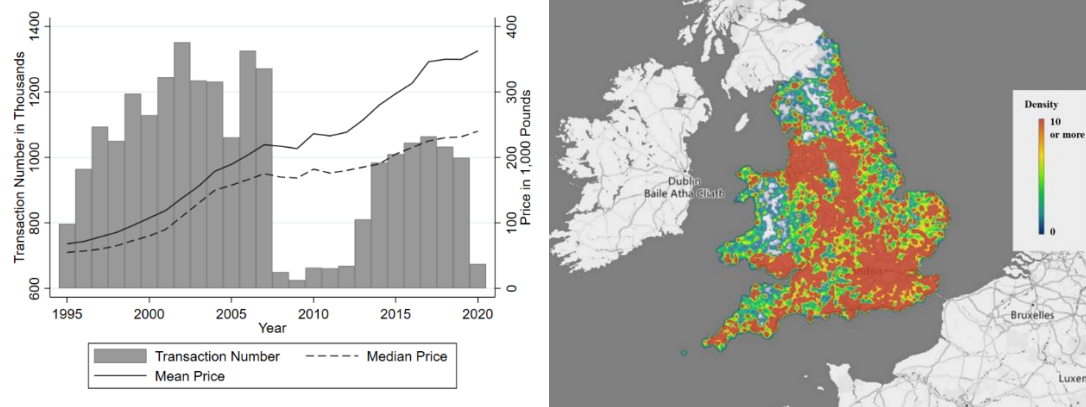 1400
1200
1000
800
600
Transaction Number in Thousands
400
300
200
100
0
Price in 1,000 Pounds
1995
2000
2005
2010
2015
2020
Year
Transaction Number
Median Price
Mean Price
Density
10
or more
0
Dublin
Baile Átha Cliath
London
Bruxelles
Luxem